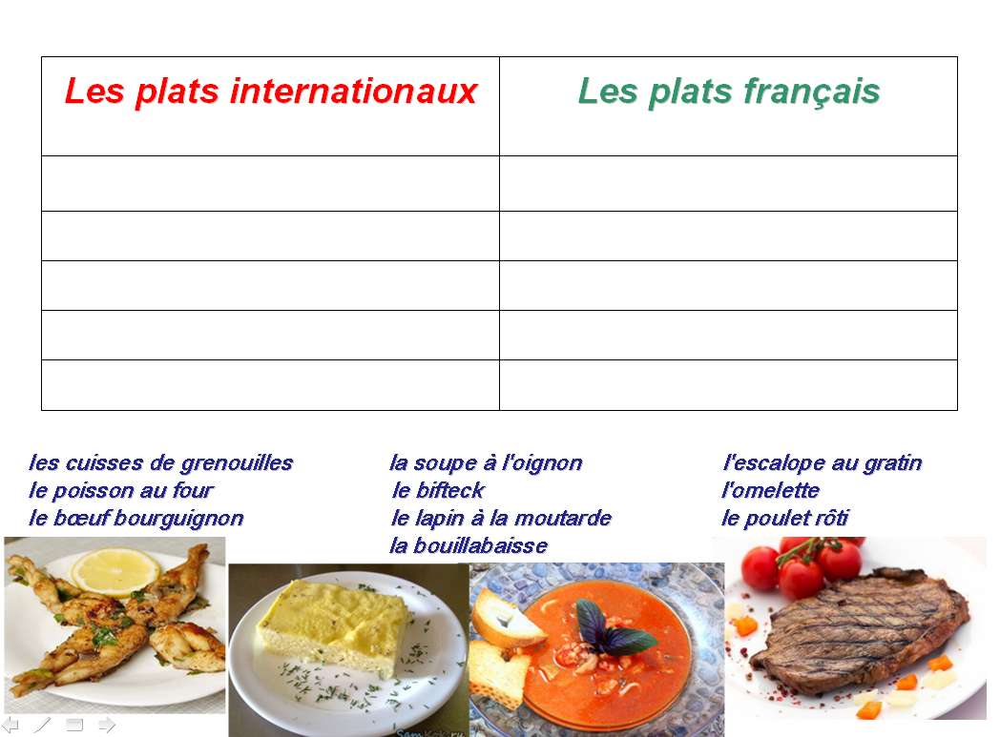 Les plats internationaux
Les plats français
les cuisses de grenouilles
le poisson au four
le bœuf bourguignon
la soupe à l'oignon
le bifteck
le lapin à la moutarde
la bouillabaisse
l'escalope au gratin
l'omelette
le poulet rôti
SamKok.ru